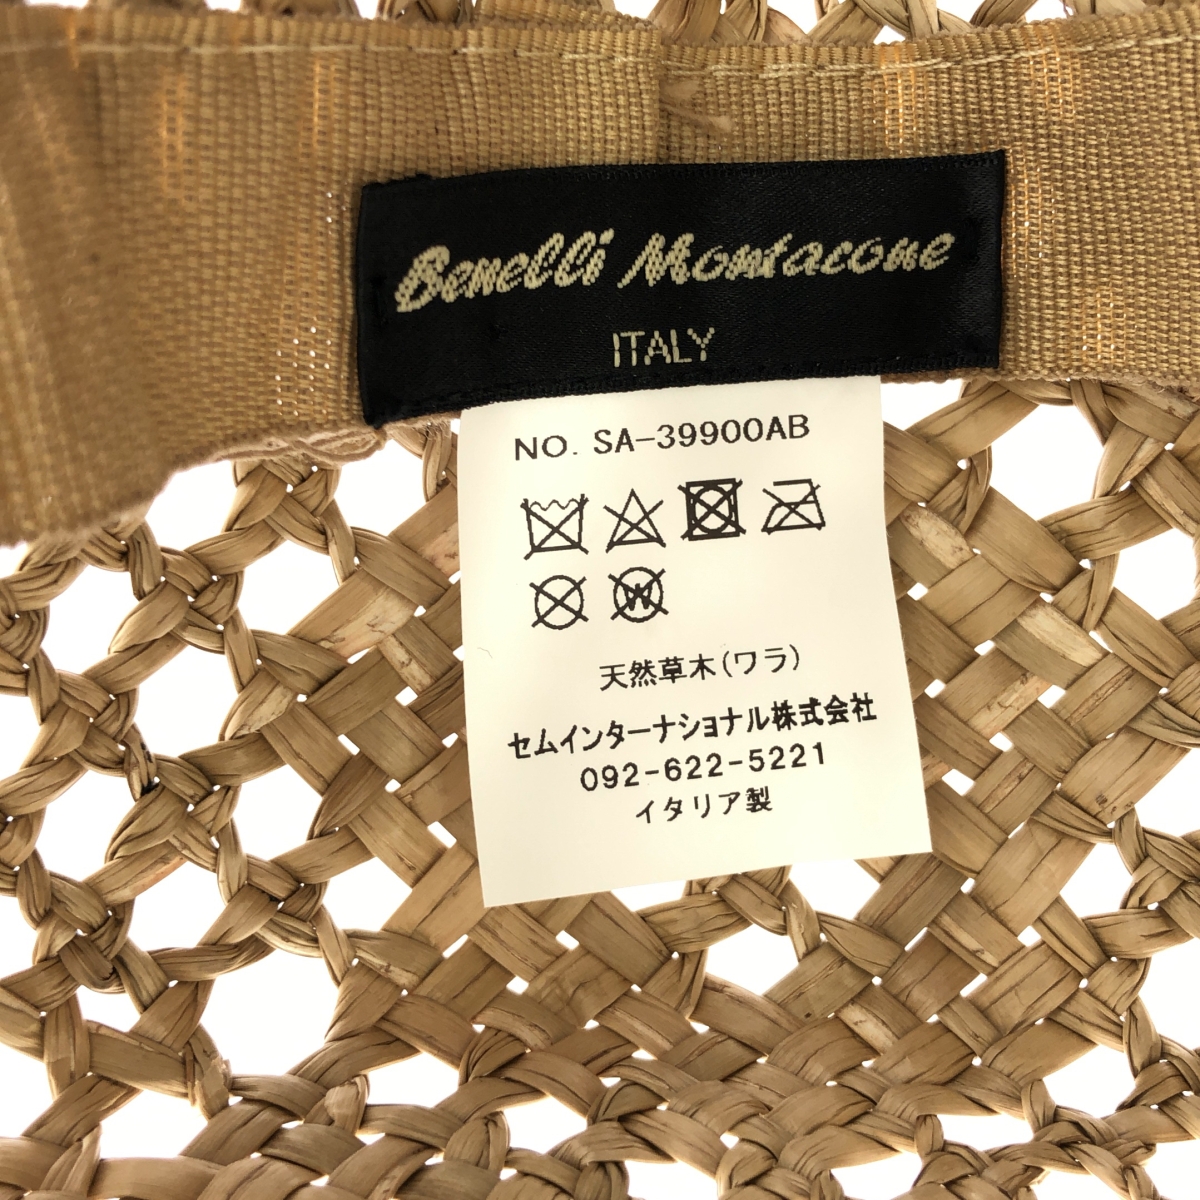 Benelli Montacone
ITALY
NO. SA-39900AB
W
天然草木(ワラ)
セムインターナショナル株式会社
092-622-5221
イタリア製